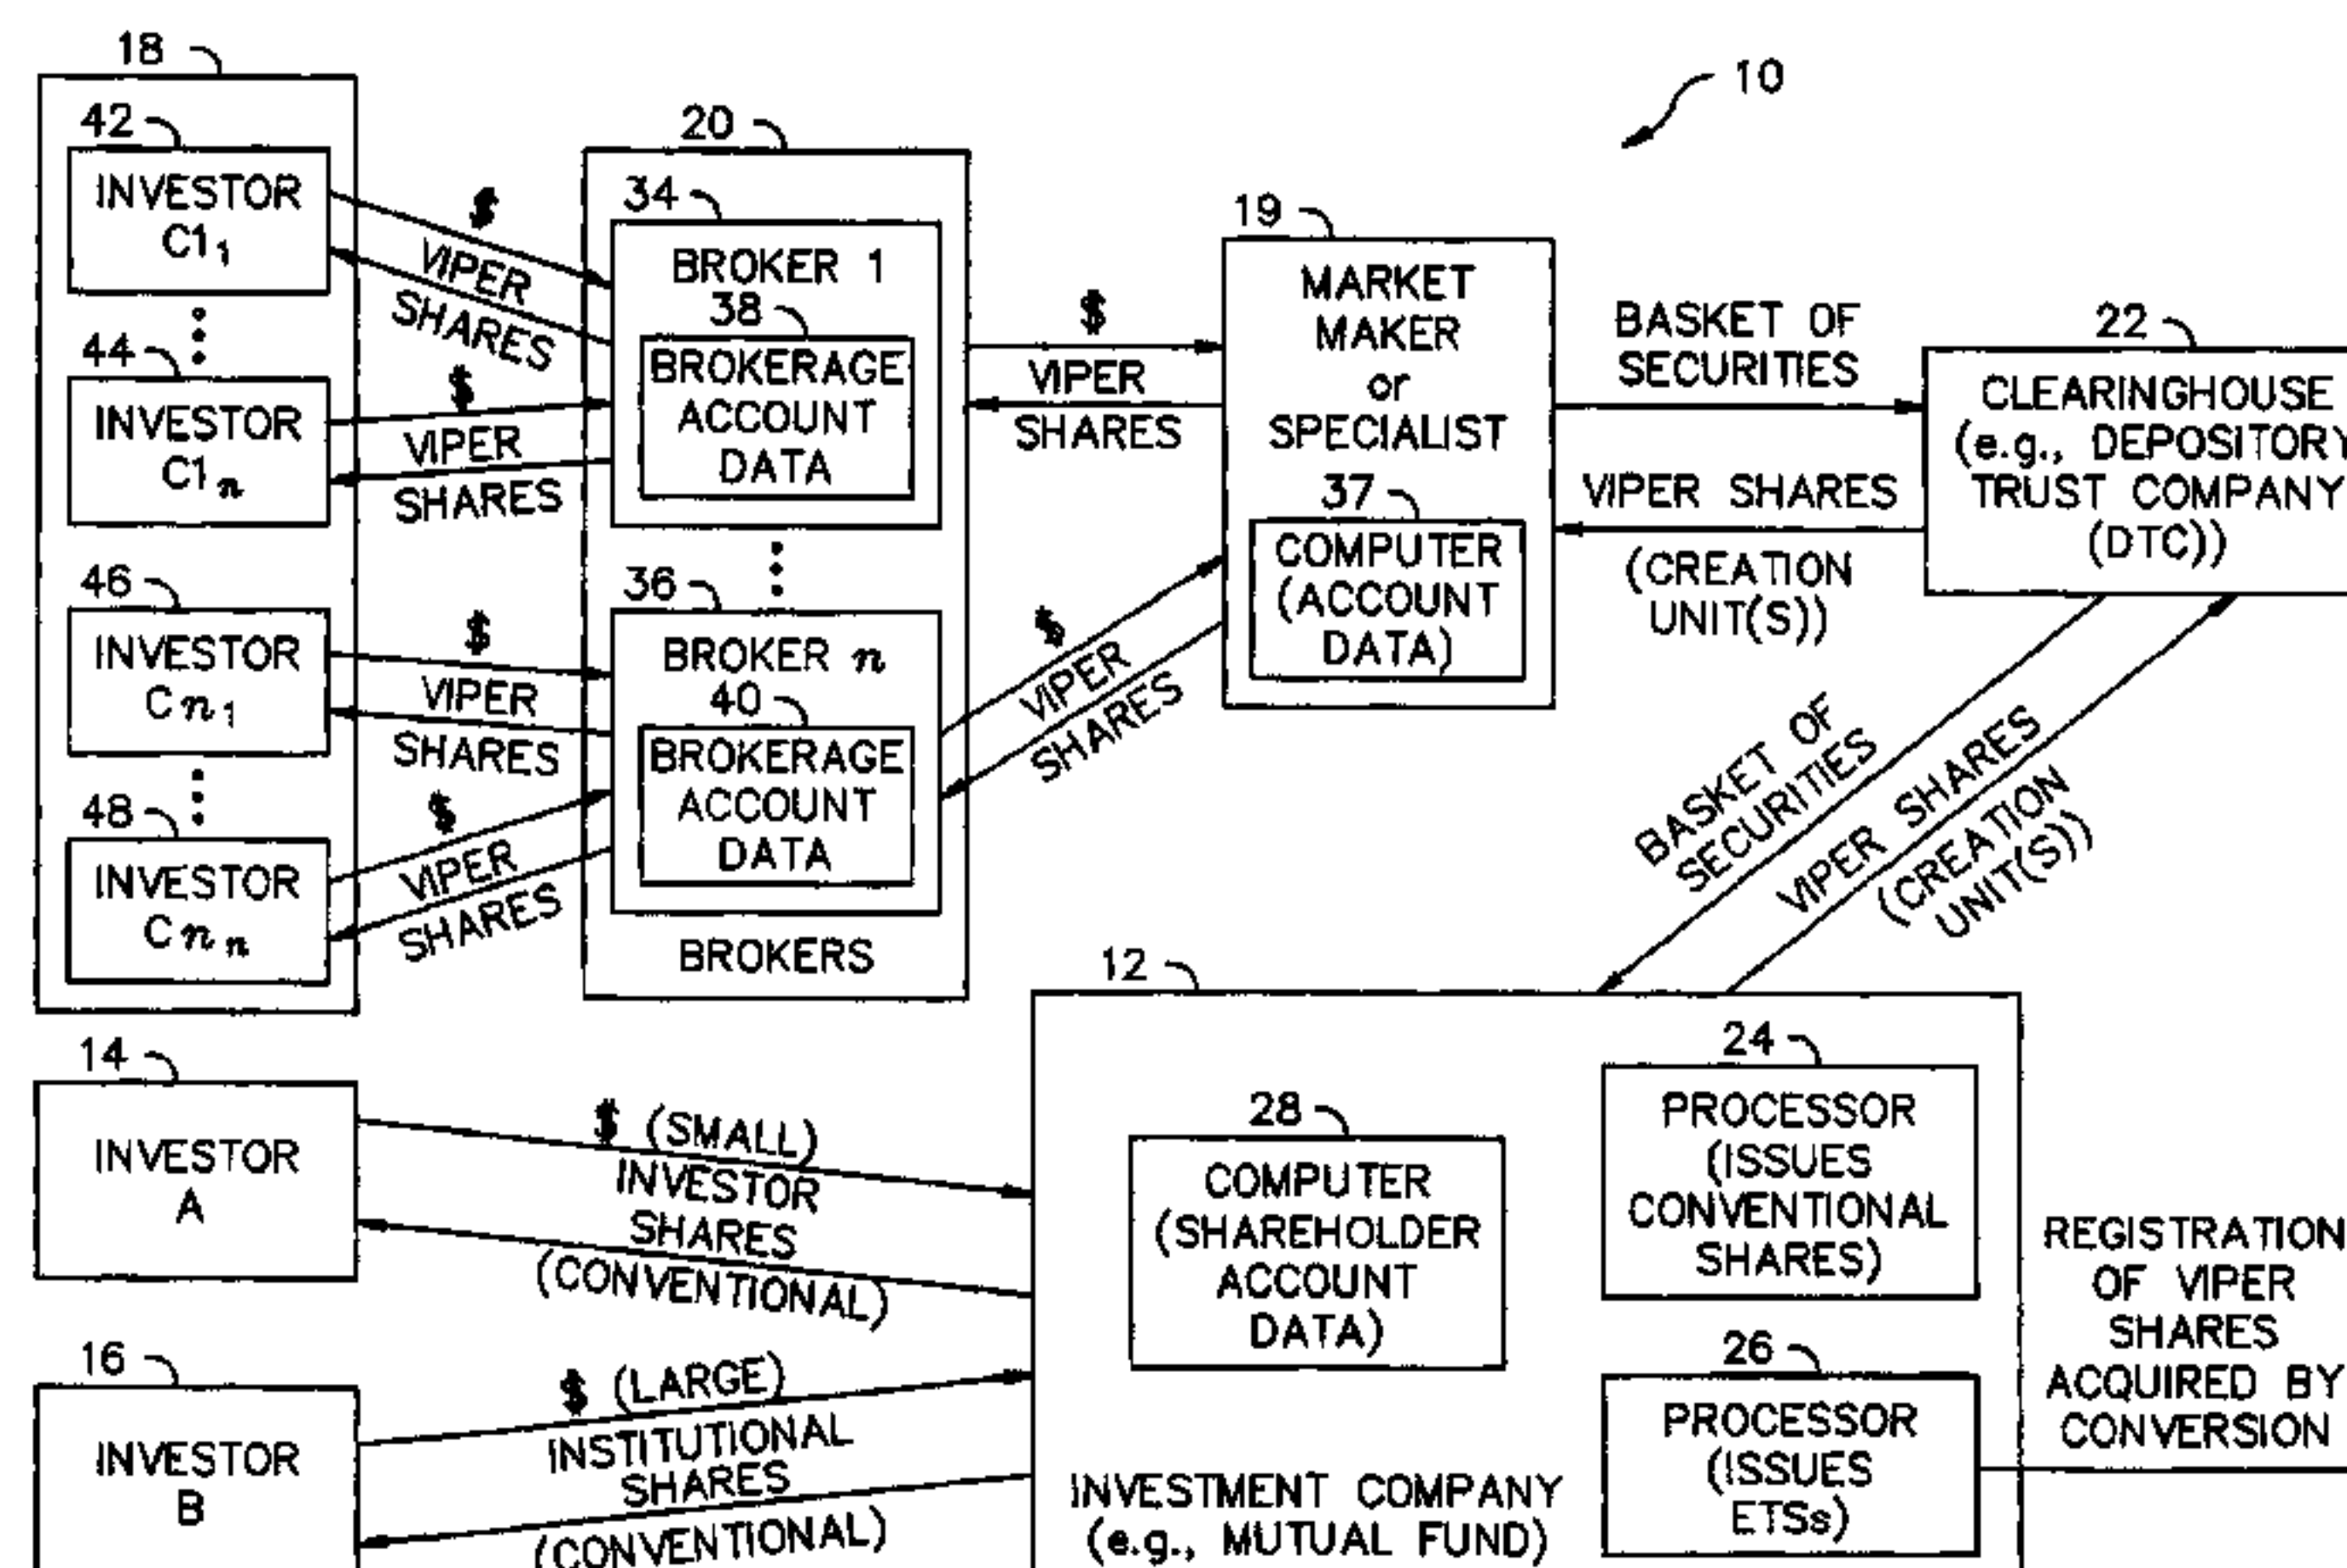 18
42
INVESTOR
C1₁
44
INVESTOR
C1ₙ
46
INVESTOR
Cn₁
48
INVESTOR
Cnₙ
$
VIPER
SHARES
$
VIPER
SHARES
$
VIPER
SHARES
$
VIPER
SHARES
20
34
BROKER 1
38
BROKERAGE
ACCOUNT
DATA
36
BROKER n
40
BROKERAGE
ACCOUNT
DATA
BROKERS
$
VIPER
SHARES
$
VIPER
SHARES
10
19
MARKET
MAKER
or
SPECIALIST
37
COMPUTER
(ACCOUNT
DATA)
BASKET OF
SECURITIES
VIPER SHARES
(CREATION
UNIT(S))
22
CLEARINGHOUSE
(e.g., DEPOSITORY
TRUST COMPANY
(DTC))
BASKET OF
SECURITIES
VIPER SHARES
(CREATION
UNIT(S))
14
INVESTOR
A
$ (SMALL)
INVESTOR
SHARES
(CONVENTIONAL)
16
INVESTOR
B
$ (LARGE)
INSTITUTIONAL
SHARES
(CONVENTIONAL)
12
28
COMPUTER
(SHAREHOLDER
ACCOUNT
DATA)
INVESTMENT COMPANY
(e.g., MUTUAL FUND)
24
PROCESSOR
(ISSUES
CONVENTIONAL
SHARES)
26
PROCESSOR
(ISSUES
ETSs)
REGISTRATION
OF VIPER
SHARES
ACQUIRED BY
CONVERSION